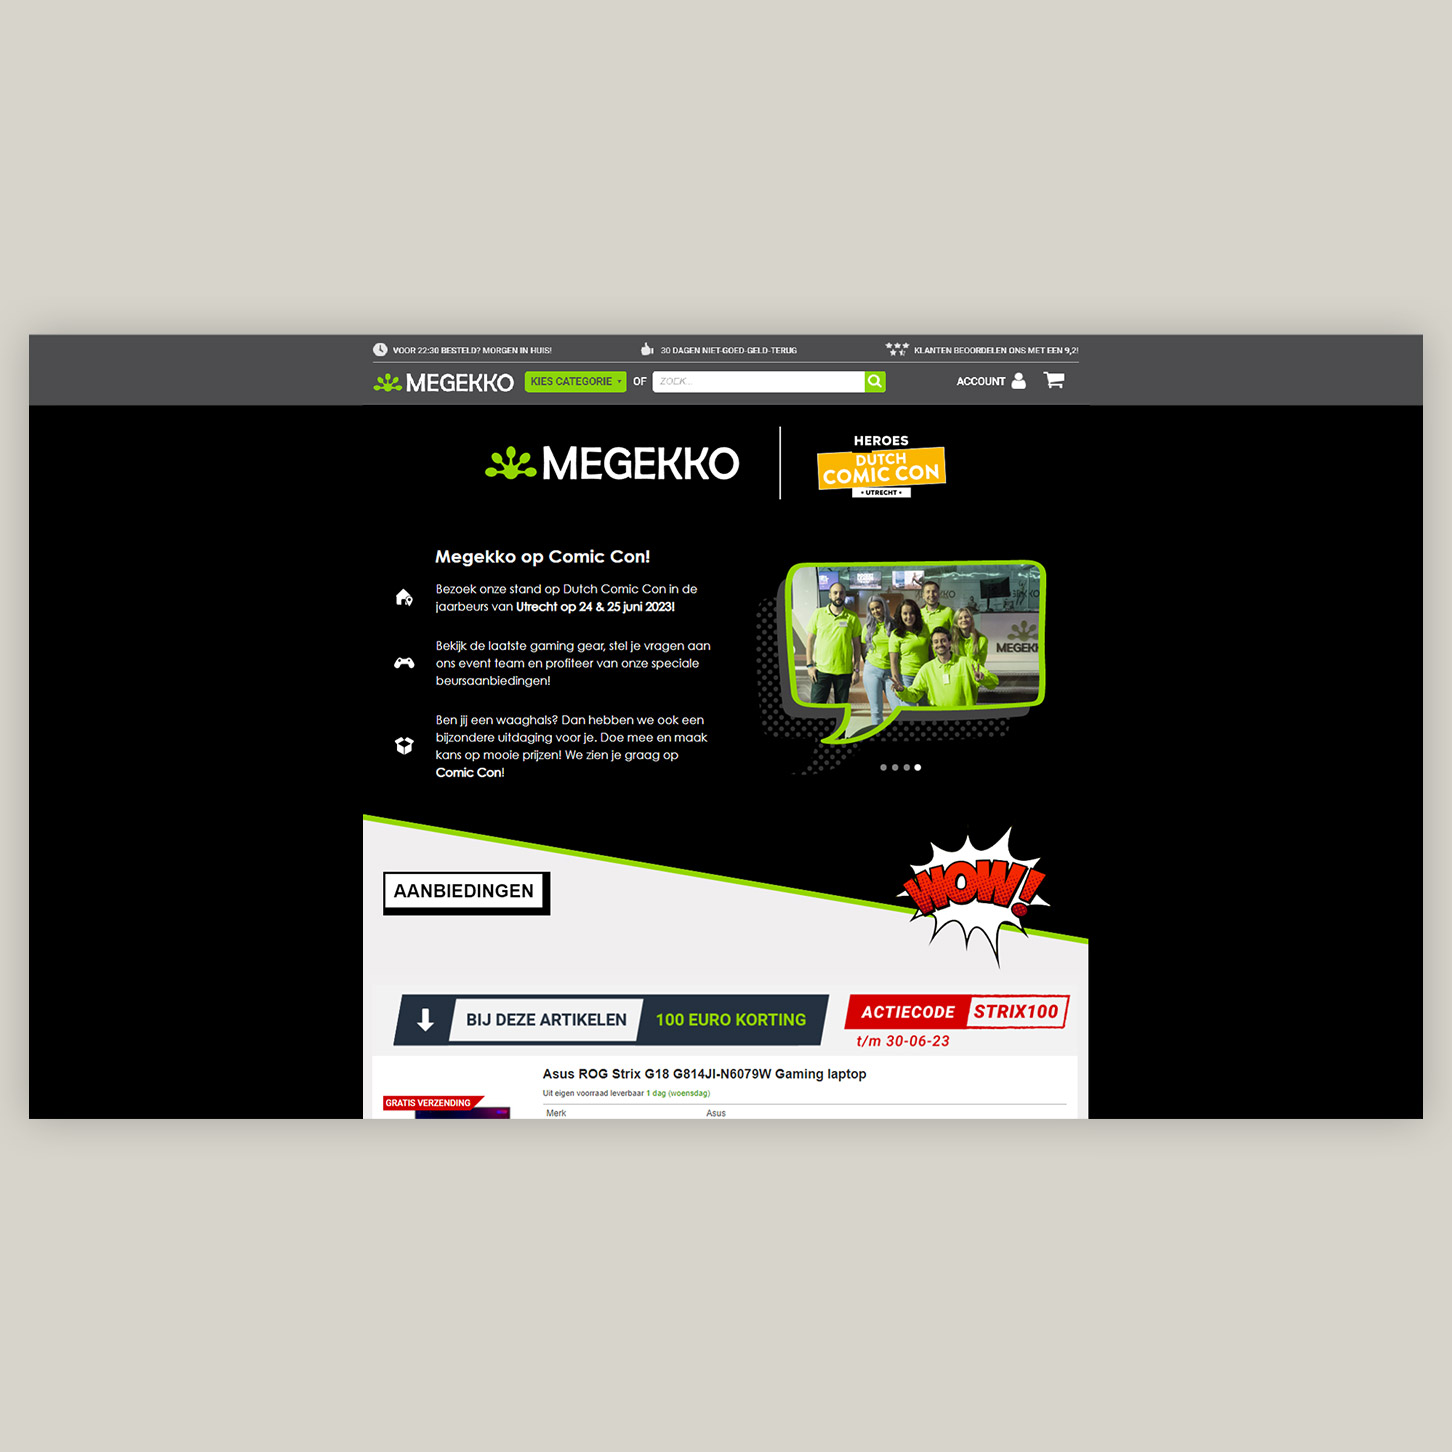 VOOR 22:30 BESTELD? MORGEN IN HUIS!
30 DAGEN NIET-GOED-GELD-TERUG
KLANTEN BEOORDELEN ONS MET EEN 9,2!
MEGEKKO
KIES CATEGORIE
OF
ZOEK...
ACCOUNT
MEGEKKO
HEROES
DUTCH
COMIC CON
• UTRECHT •
Megekko op Comic Con!
Bezoek onze stand op Dutch Comic Con in de
jaarbeurs van Utrecht op 24 & 25 juni 2023!
Bekijk de laatste gaming gear, stel je vragen aan
ons event team en profiteer van onze speciale
beursaanbiedingen!
Ben jij een waaghals? Dan hebben we ook een
bijzondere uitdaging voor je. Doe mee en maak
kans op mooie prijzen! We zien je graag op
Comic Con!
MEGEKK
AANBIEDINGEN
WOW!
BIJ DEZE ARTIKELEN
100 EURO KORTING
ACTIECODE
STRIX100
t/m 30-06-23
Asus ROG Strix G18 G814JI-N6079W Gaming laptop
Uit eigen voorraad leverbaar 1 dag (woensdag)
GRATIS VERZENDING
Merk
Asus